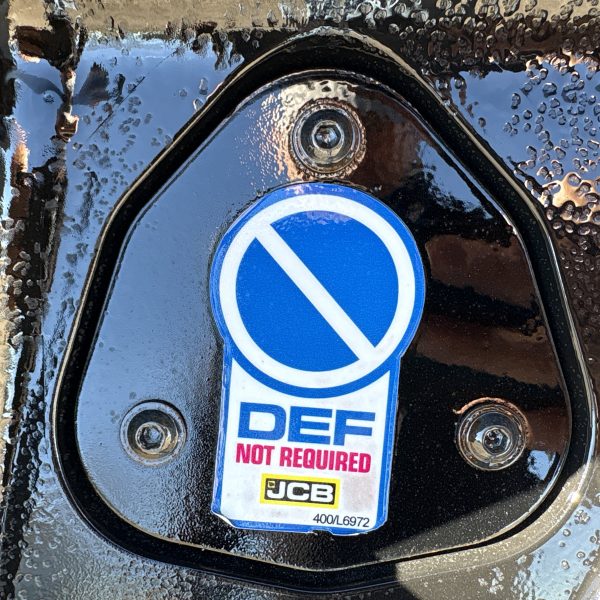 DEF
NOT REQUIRED
JCB
400/L6972